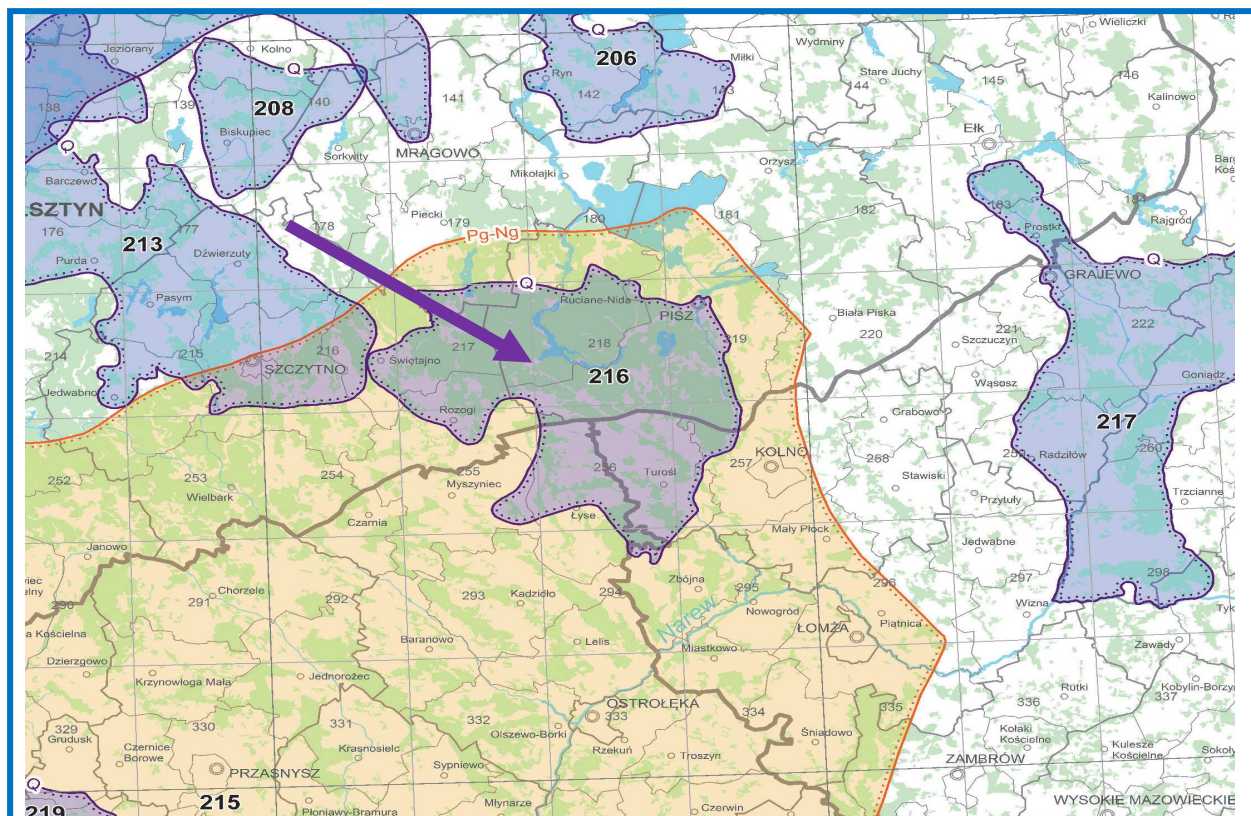 Jeziorany
Kolno
Q
206
Wydminy
Wieliczki
Ryn
Miłki
Stare Juchy
145
146
138
139
208
140
141
142
143
144
Kalinowo
Q
Biskupiec
Sorkwity
MRĄGOWO
Ełk
Orzysz
Barczewo
Mikołajki
SZTYN
176
177
178
Piecki
179
180
181
182
183
184
Rajgród
213
Dźwierzuty
Pg-Ng
Prostki
Purda
Q
GRAJEWO
Q
Pasym
Ruciane-Nida
PISZ
Biała Piska
214
215
216
217
218
219
220
221
222
Szczuczyn
SZCZYTNO
Świętajno
216
Goniądz
Jedwabno
Wąsosz
Rozogi
Grabowo
217
252
253
254
255
256
257
258
259
260
Radziłów
Wielbark
Myszyniec
Turośl
KOLNO
Stawiski
Trzcianne
Czarnia
Łyse
Przytuły
Mały Płock
Janowo
Jedwabne
290
291
292
293
294
295
296
297
298
Chorzele
Kadzidło
Zbójna
Nowogród
Wizna
Narew
ŁOMŻA
Piątnica
a Kościelna
Baranowo
Lelis
Miastkowo
Zawady
Dzierzgowo
Krzynowłoga Mała
Jednorożec
Rutki
336
337
Kobylin-Borzyn
OSTROŁĘKA
329
330
331
332
333
334
335
Grudusk
Czernice
Borowe
Krasnosielc
Olszewo-Borki
Rzekuń
Troszyn
Śniadowo
Kołaki
Kościelne
Kulesze
Kościelne
Sokoł
PRZASNYSZ
Sypniewo
ZAMBRÓW
Q
215
Płoniawy-Bramura
Młynarze
Czerwin
WYSOKIE MAZOWIECKIE
219